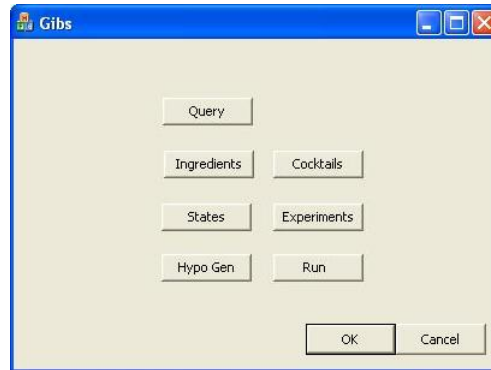 Gibs
Query
Ingredients Cocktails
States Experiments
Hypo Gen Run
OK Cancel